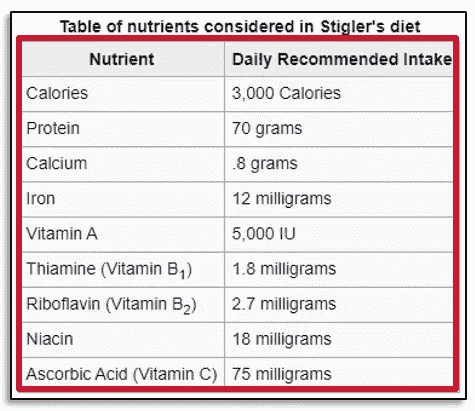 Table of nutrients considered in Stigler's diet
Nutrient Daily Recommended Intake
Calories 3,000 Calories
Protein 70 grams
Calcium .8 grams
Iron 12 milligrams
Vitamin A 5,000 IU
Thiamine (Vitamin B₁) 1.8 milligrams
Riboflavin (Vitamin B₂) 2.7 milligrams
Niacin 18 milligrams
Ascorbic Acid (Vitamin C) 75 milligrams